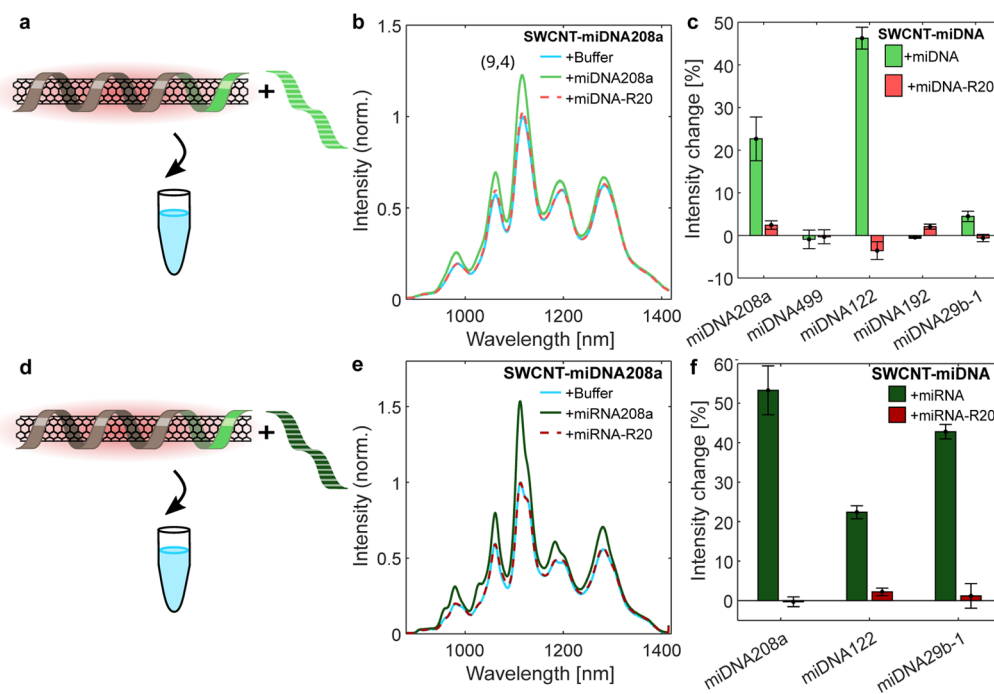 a
+
b
SWCNT-miDNA208a
+Buffer
+miDNA208a
+miDNA-R20
(9,4)
Intensity (norm.)
1.5
1
0.5
0
1000
1200
1400
Wavelength [nm]
c
SWCNT-miDNA
+miDNA
+miDNA-R20
Intensity change [%]
50
40
30
20
10
0
-10
miDNA208a
miDNA499
miDNA122
miDNA192
miDNA29b-1
d
+
e
SWCNT-miDNA208a
+Buffer
+miRNA208a
+miRNA-R20
Intensity (norm.)
1.5
1
0.5
0
1000
1200
1400
Wavelength [nm]
f
SWCNT-miDNA
+miRNA
+miRNA-R20
Intensity change [%]
60
50
40
30
20
10
0
miDNA208a
miDNA122
miDNA29b-1